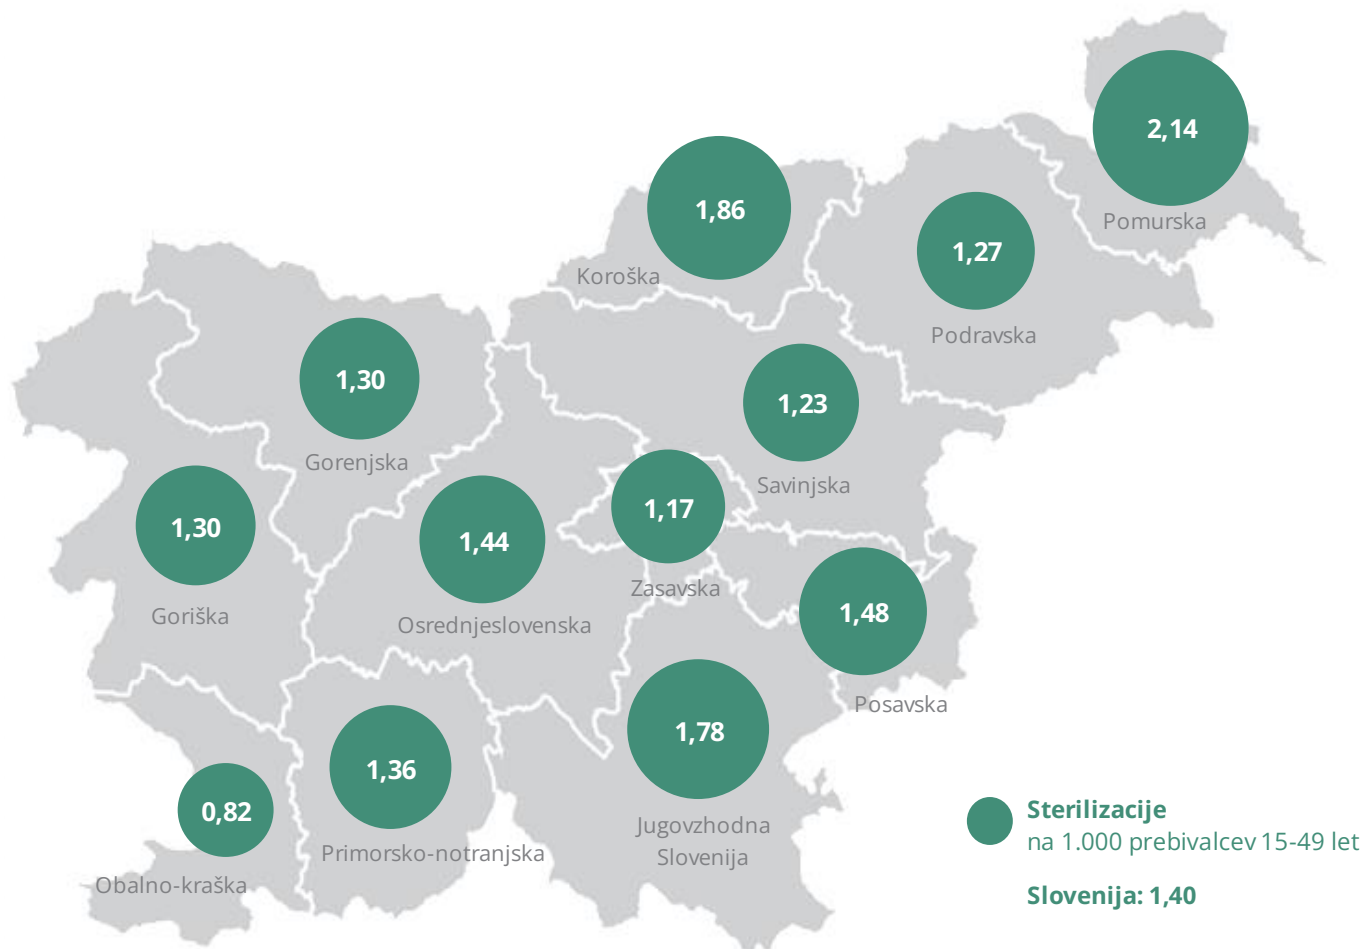 2,14
Pomurska
1,86
Koroška
1,27
Podravska
1,30
Gorenjska
1,23
Savinjska
1,30
Goriška
1,44
Osrednjeslovenska
1,17
Zasavska
1,48
Posavska
1,78
Jugovzhodna
Slovenija
1,36
Primorsko-notranjska
0,82
Obalno-kraška
Sterilizacije
na 1.000 prebivalcev 15-49 let
Slovenija: 1,40